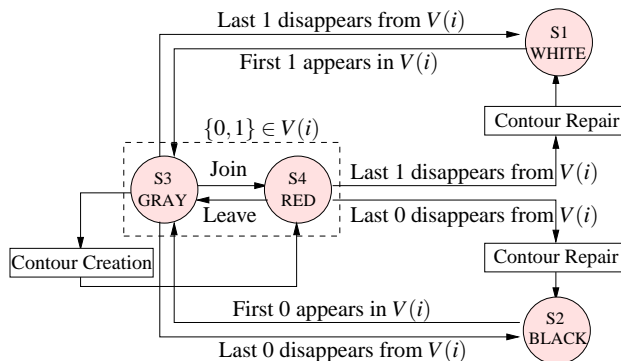 Last 1 disappears from V(i)
S1
WHITE
First 1 appears in V(i)
Contour Repair
{0,1} ∈ V(i)
S3
GRAY
Join
Leave
S4
RED
Last 1 disappears from V(i)
Last 0 disappears from V(i)
Contour Creation
Contour Repair
First 0 appears in V(i)
S2
BLACK
Last 0 disappears from V(i)